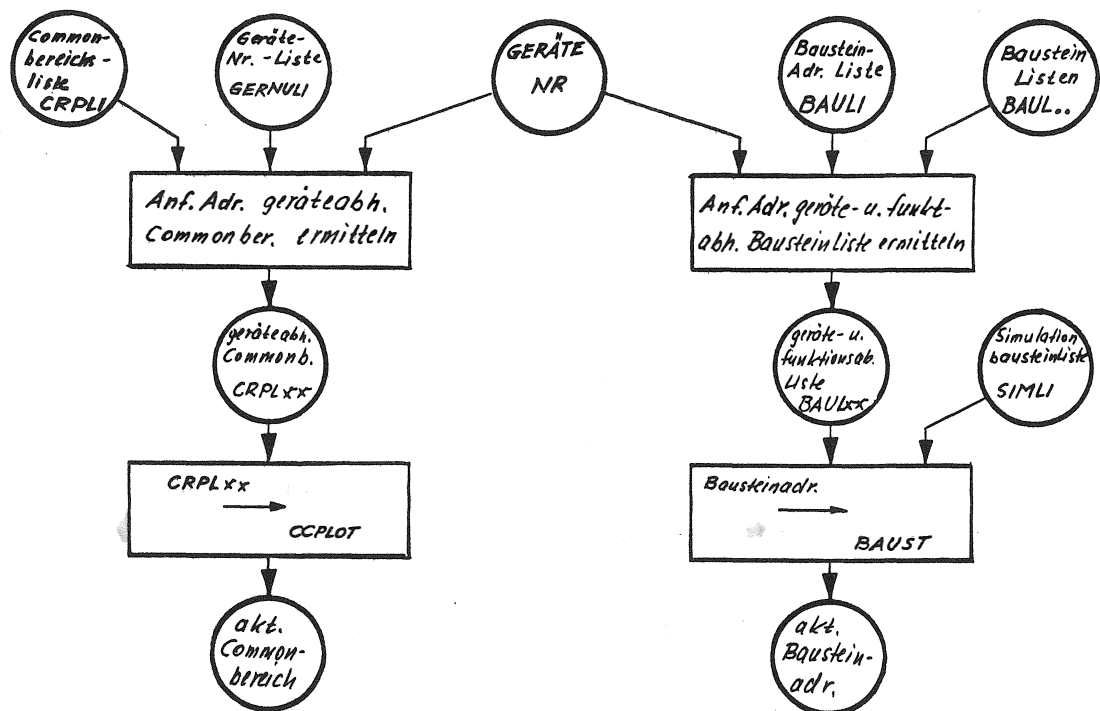 Common-
bereichs-
liste
CRPLI
Geräte-
Nr.-Liste
GERNULI
GERÄTE
NR
Baustein-
Adr. Liste
BAULI
Baustein
Listen
BAUL..
Anf. Adr. geräteabh.
Commonber. ermitteln
Anf. Adr. geräte- u. funkt-
abh. Bausteinliste ermitteln
geräteabh.
Commonb.
CRPLxx
geräte- u.
funktionsab.
Liste
BAULxx
Simulation
bausteinliste
SIMLI
CRPLxx
CCPLOT
Bausteinadr.
BAUST
akt.
Common-
bereich
akt.
Baustein-
adr.